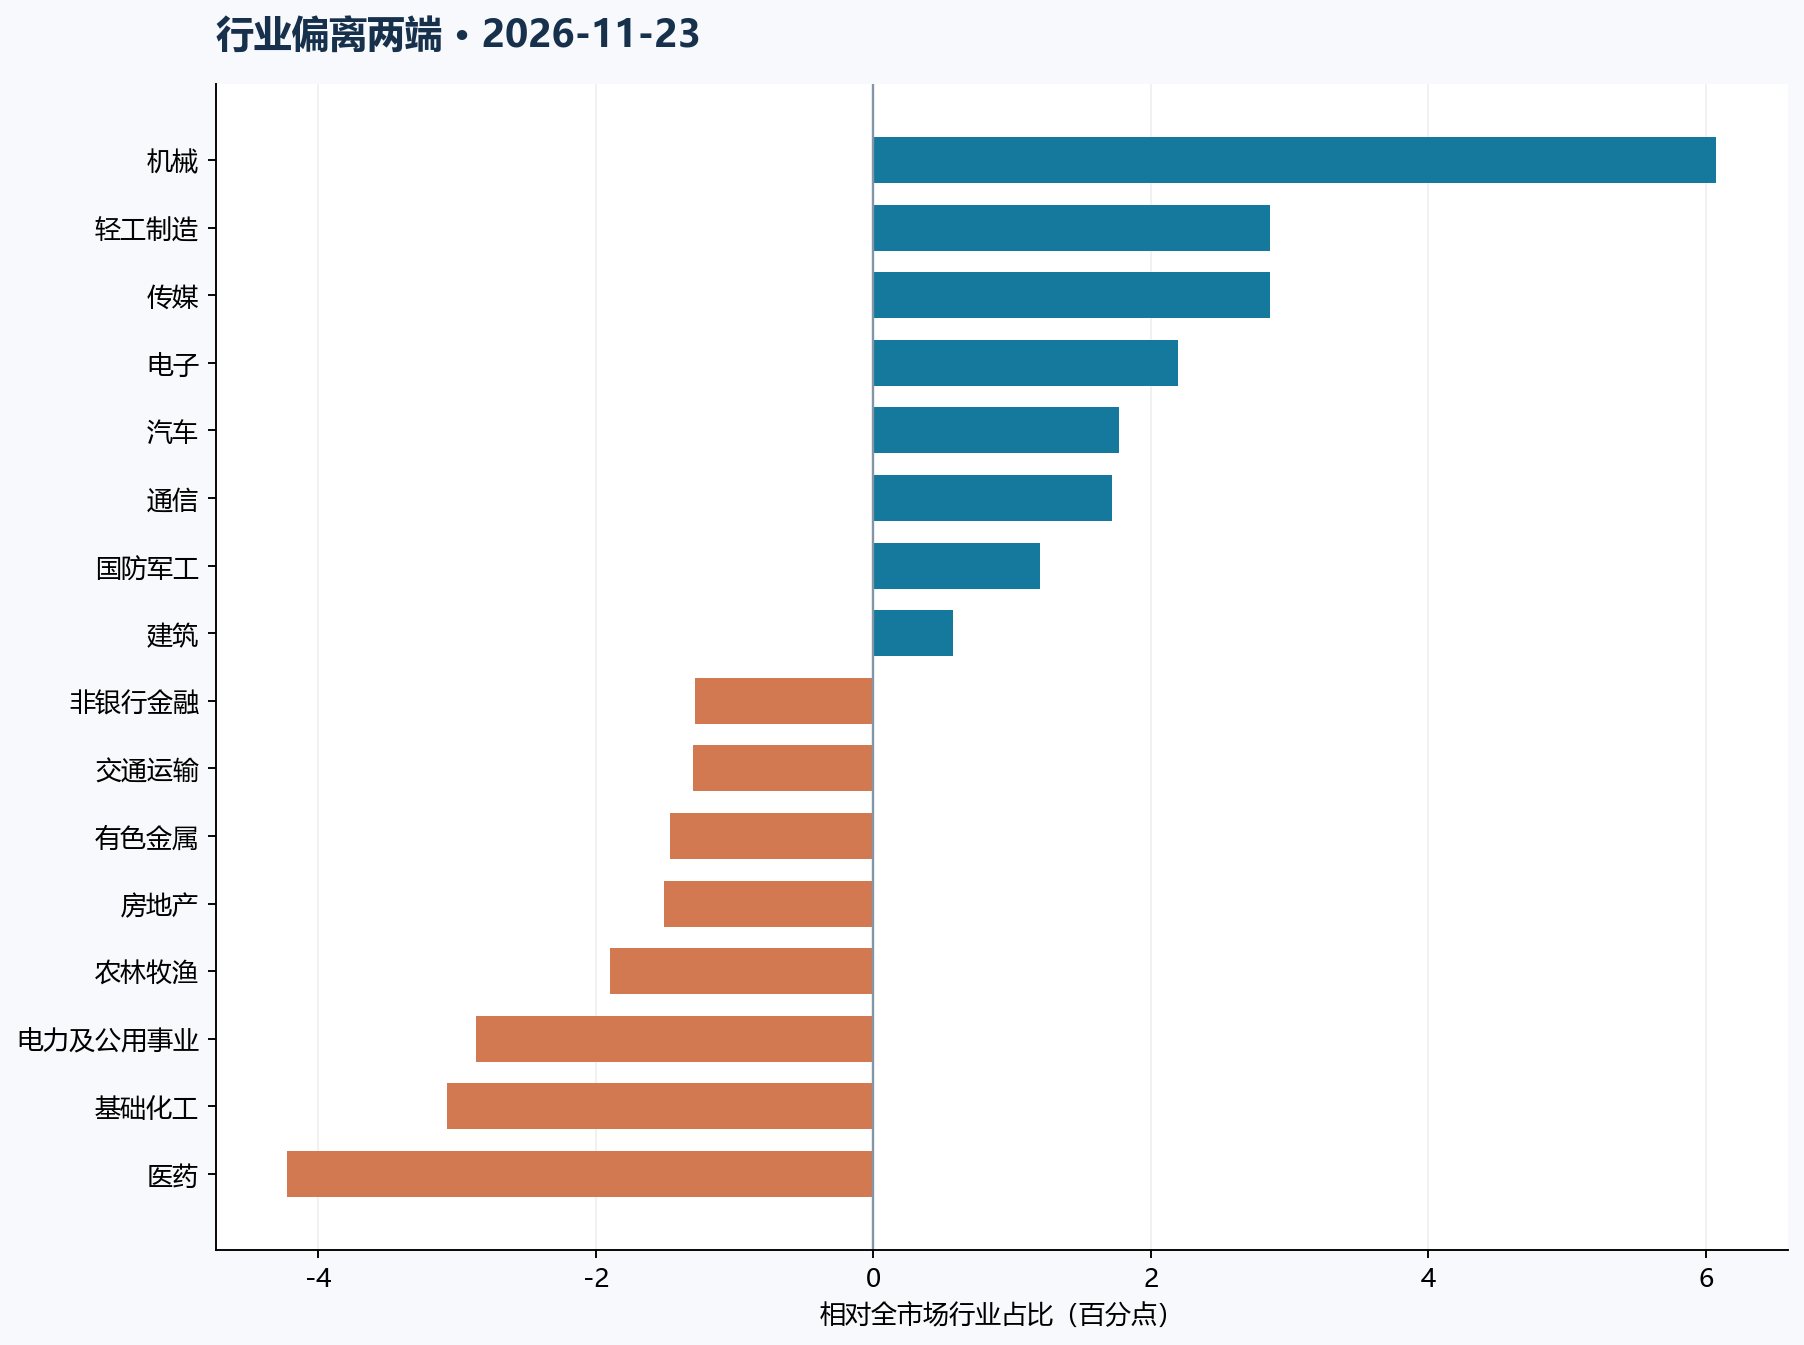 行业偏离两端 • 2026-11-23
机械
轻工制造
传媒
电子
汽车
通信
国防军工
建筑
非银行金融
交通运输
有色金属
房地产
农林牧渔
电力及公用事业
基础化工
医药
-4 -2 0 2 4 6
相对全市场行业占比（百分点）